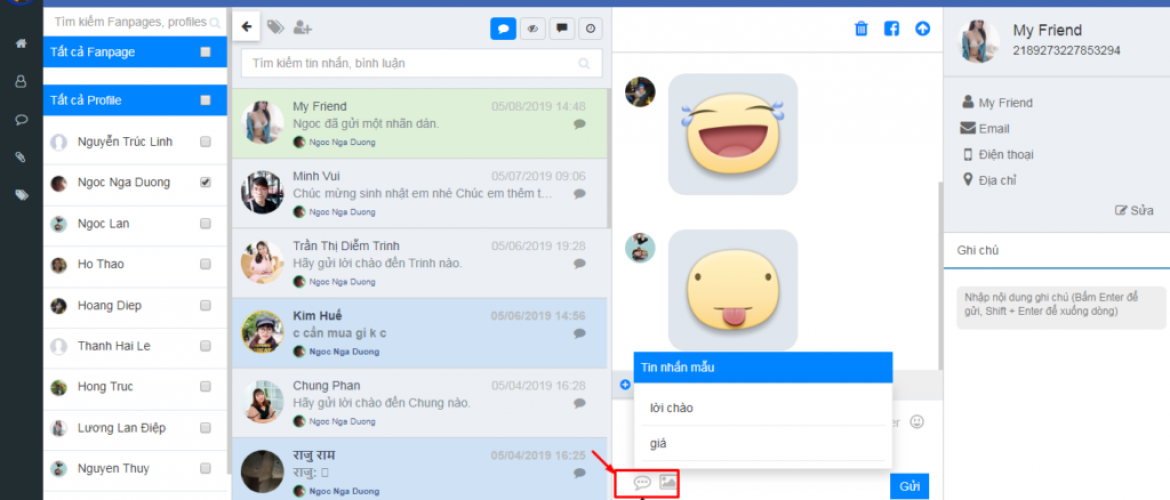 Tìm kiếm Fanpages, profiles
Tất cả Fanpage
Tất cả Profile
Nguyễn Trúc Linh
Ngoc Nga Duong
Ngoc Lan
Ho Thao
Hoang Diep
Thanh Hai Le
Hong Truc
Lương Lan Điệp
Nguyen Thuy
Tìm kiếm tin nhắn, bình luận
My Friend 05/08/2019 14:48
Ngoc đã gửi một nhãn dán.
Ngoc Nga Duong
Minh Vui 05/07/2019 09:06
Chúc mừng sinh nhật em nhé Chúc em thêm t...
Ngoc Nga Duong
Trần Thị Diễm Trinh 05/06/2019 19:28
Hãy gửi lời chào đến Trinh nào.
Ngoc Nga Duong
Kim Huế 05/06/2019 14:56
c cần mua gi k c
Ngoc Nga Duong
Chung Phan 05/04/2019 16:28
Hãy gửi lời chào đến Chung nào.
Ngoc Nga Duong
राजु राम 05/04/2019 16:25
राजु:
Ngoc Nga Duong
Tin nhắn mẫu
lời chào
giá
Gửi
My Friend
2189273227853294
My Friend
Email
Điện thoại
Địa chỉ
Sửa
Ghi chú
Nhập nội dung ghi chú (Bấm Enter để
gửi, Shift + Enter để xuống dòng)